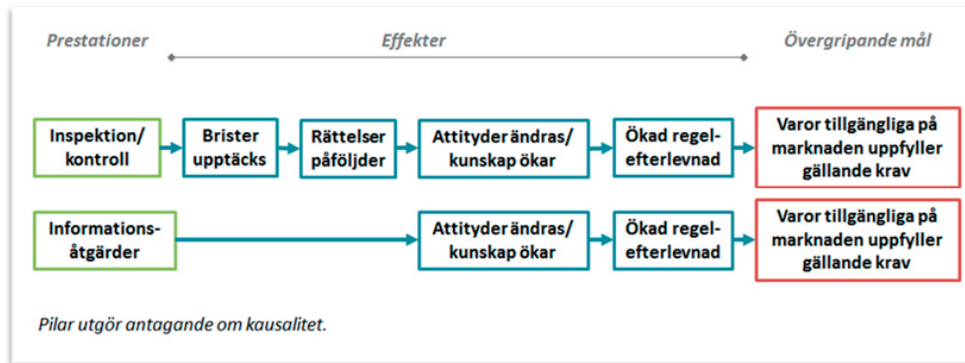 Prestationer
Effekter
Övergripande mål
Inspektion/
kontroll
Brister
upptäcks
Rättelser
påföljder
Attityder ändras/
kunskap ökar
Ökad regel-
efterlevnad
Varor tillgängliga på
marknaden uppfyller
gällande krav
Informations-
åtgärder
Attityder ändras/
kunskap ökar
Ökad regel-
efterlevnad
Varor tillgängliga på
marknaden uppfyller
gällande krav
Pilar utgör antagande om kausalitet.